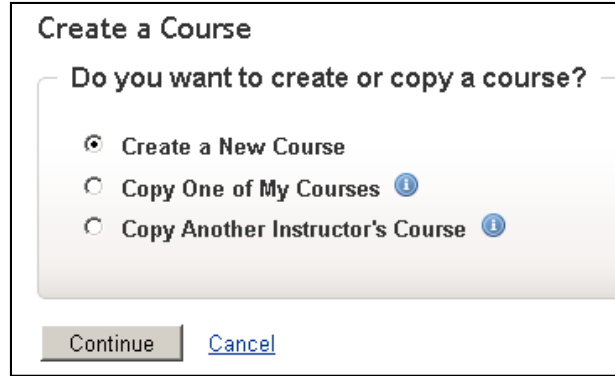 Create a Course
Do you want to create or copy a course?
Create a New Course
Copy One of My Courses
Copy Another Instructor's Course
Continue Cancel